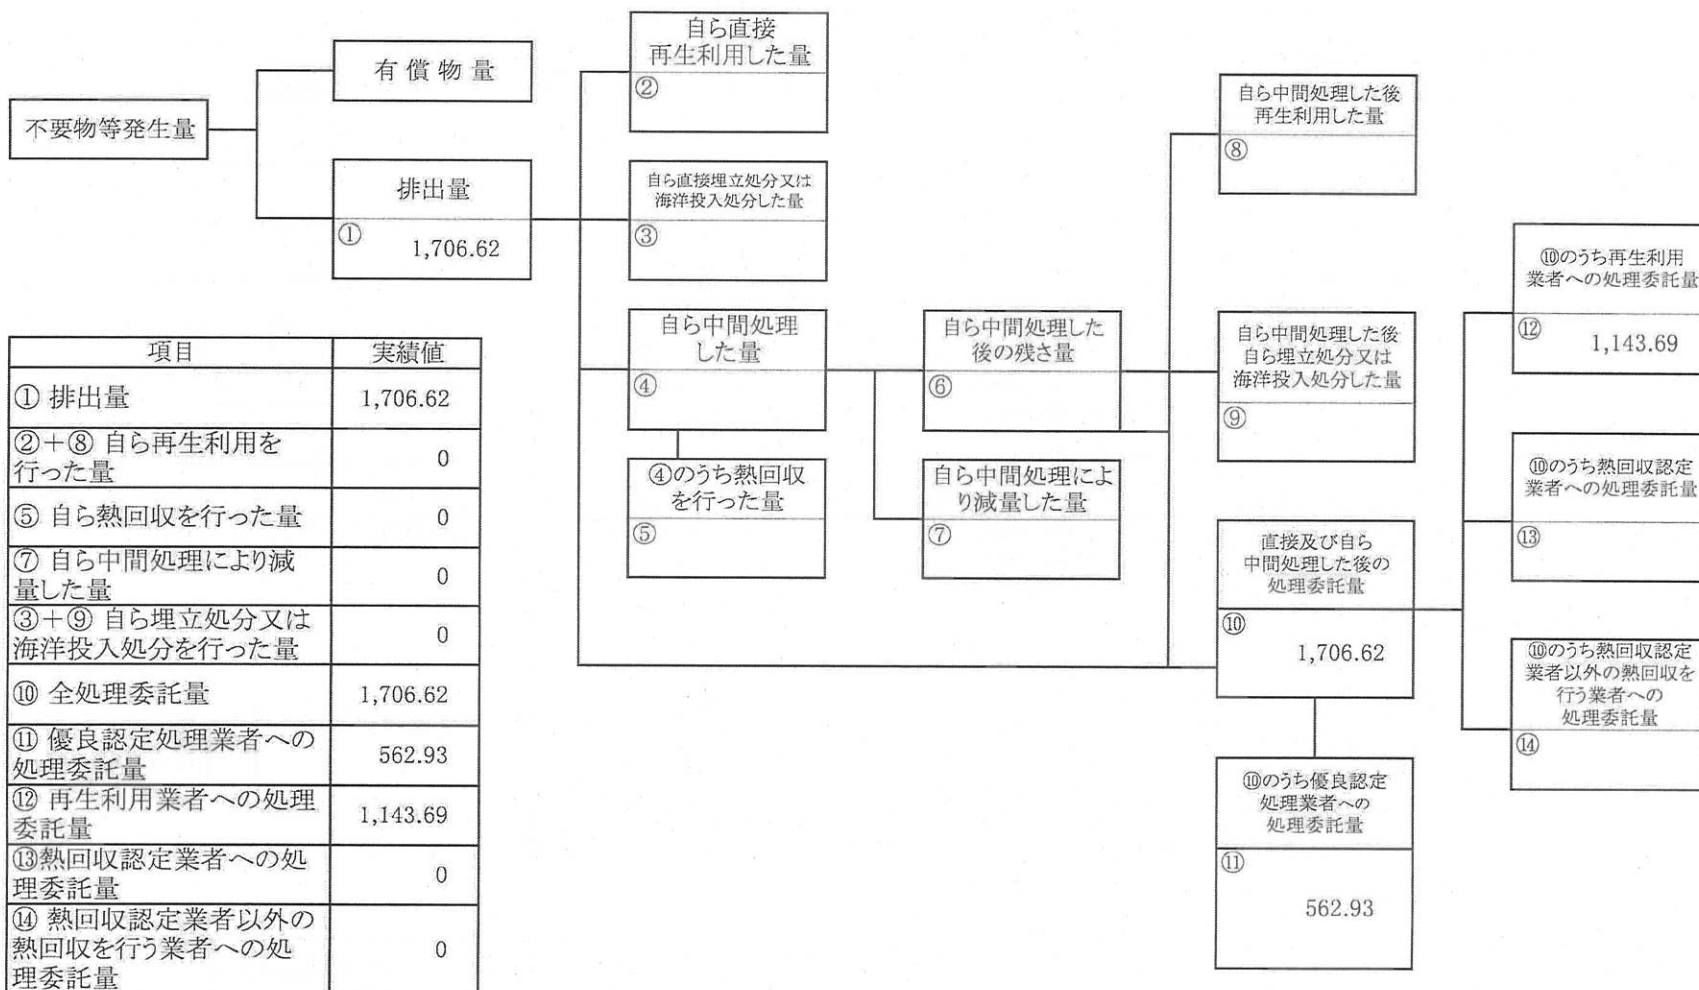 不要物等発生量
有償物量
排出量
①
1,706.62
自ら直接
再生利用した量
②
自ら直接埋立処分又は
海洋投入処分した量
③
自ら中間処理
した量
④
④のうち熱回収
を行った量
⑤
自ら中間処理した
後の残さ量
⑥
自ら中間処理によ
り減量した量
⑦
自ら中間処理した後
再生利用した量
⑧
自ら中間処理した後
自ら埋立処分又は
海洋投入処分した量
⑨
直接及び自ら
中間処理した後の
処理委託量
⑩
1,706.62
⑩のうち優良認定
処理業者への
処理委託量
⑪
562.93
⑩のうち再生利用
業者への処理委託量
⑫
1,143.69
⑩のうち熱回収認定
業者への処理委託量
⑬
⑩のうち熱回収認定
業者以外の熱回収を
行う業者への
処理委託量
⑭
項目 実績値
① 排出量 1,706.62
②+⑧ 自ら再生利用を
行った量 0
⑤ 自ら熱回収を行った量 0
⑦ 自ら中間処理により減
量した量 0
③+⑨ 自ら埋立処分又は
海洋投入処分を行った量 0
⑩ 全処理委託量 1,706.62
⑪ 優良認定処理業者への
処理委託量 562.93
⑫ 再生利用業者への処理
委託量 1,143.69
⑬熱回収認定業者への処
理委託量 0
⑭ 熱回収認定業者以外の
熱回収を行う業者への処
理委託量 0